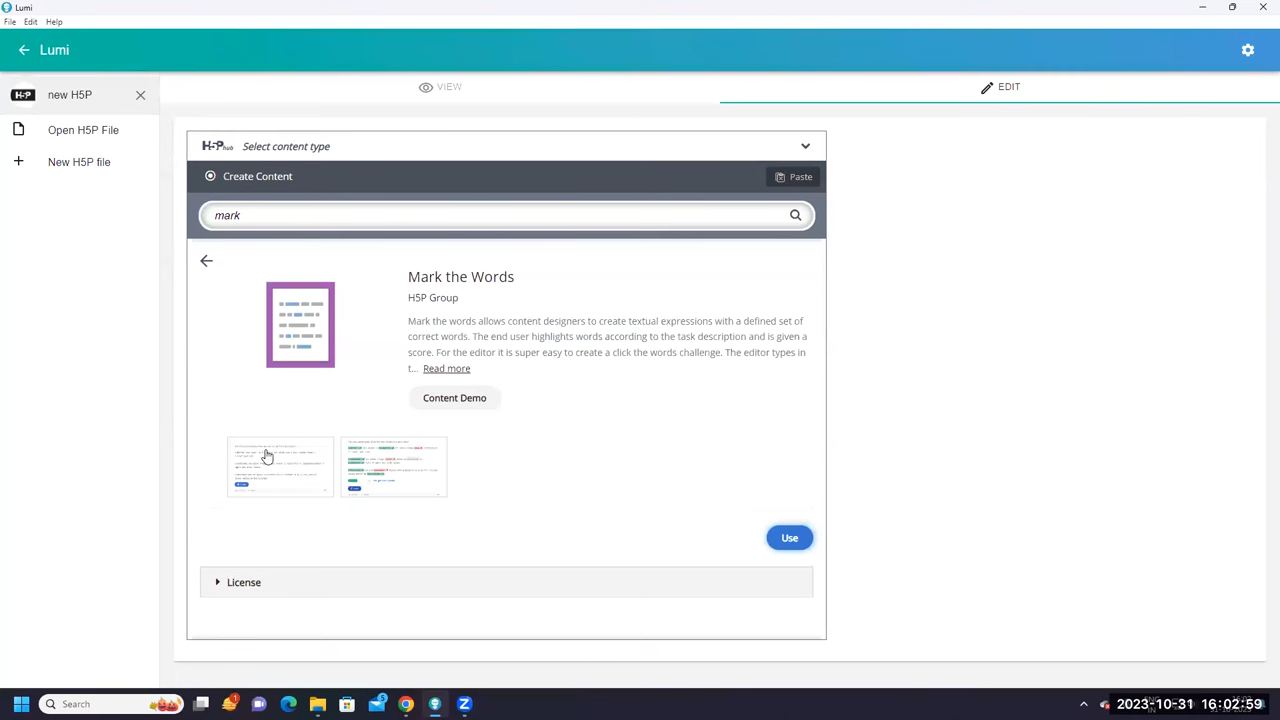 Lumi
File Edit Help
Lumi
new H5P
VIEW
EDIT
Open H5P File
New H5P file
H5P hub Select content type
Create Content
Paste
mark
Mark the Words
H5P Group
Mark the words allows content designers to create textual expressions with a defined set of
correct words. The end user highlights words according to the task description and is given a
score. For the editor it is super easy to create a click the words challenge. The editor types in
t... Read more
Content Demo
Use
License
Search
2023-10-31 16:02:59